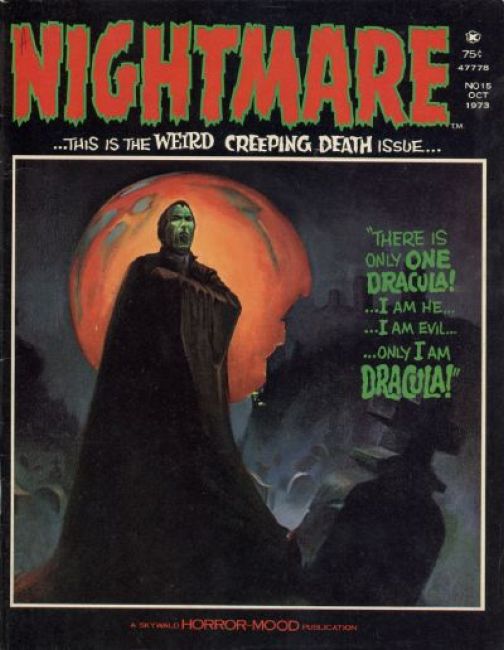 NIGHTMARE
TM
75¢
47778
NO15
OCT
1973
...THIS IS THE WEIRD CREEPING DEATH ISSUE...
"THERE IS
ONLY ONE
DRACULA!
...I AM HE...
...I AM EVIL...
...ONLY I AM
DRACULA!"
A SKYWALD HORROR-MOOD PUBLICATION